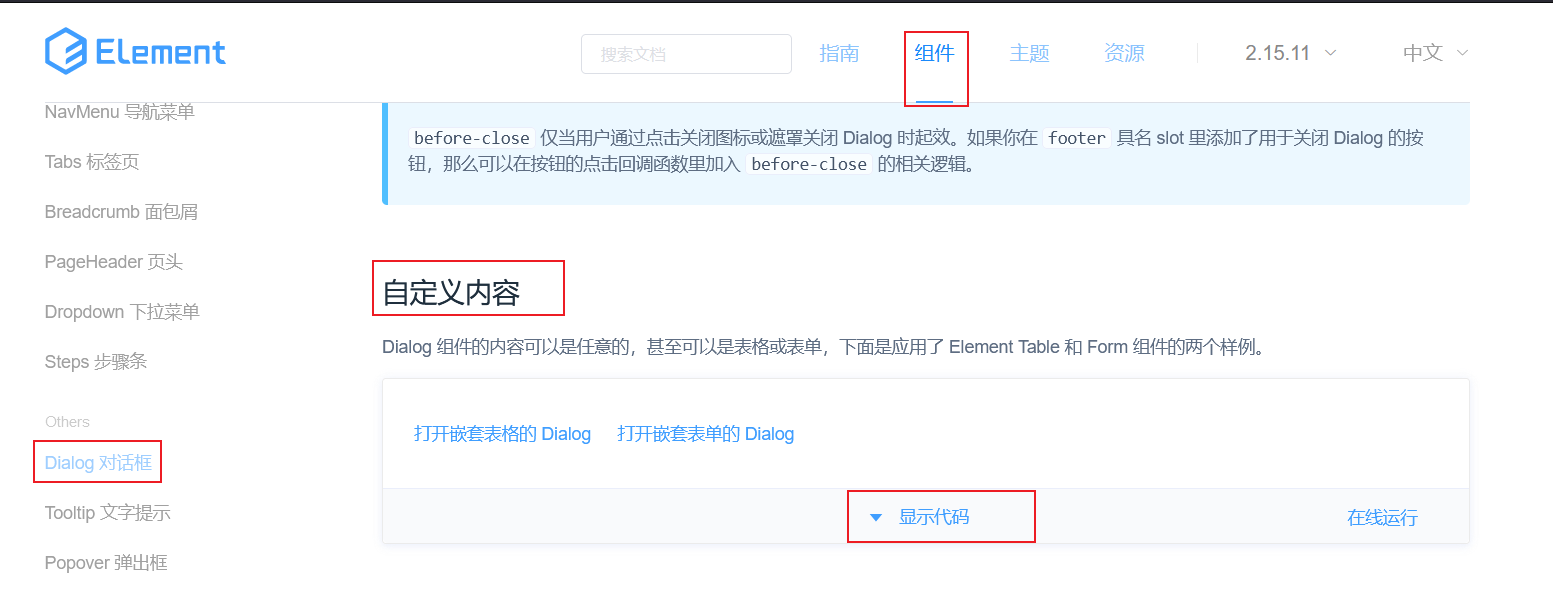 Element
搜索文档
指南
组件
主题
资源
2.15.11
中文
NavMenu 导航菜单
Tabs 标签页
Breadcrumb 面包屑
PageHeader 页头
Dropdown 下拉菜单
Steps 步骤条
Others
Dialog 对话框
Tooltip 文字提示
Popover 弹出框
before-close 仅当用户通过点击关闭图标或遮罩关闭 Dialog 时起效。如果你在 footer 具名 slot 里添加了用于关闭 Dialog 的按
钮，那么可以在按钮的点击回调函数里加入 before-close 的相关逻辑。
自定义内容
Dialog 组件的内容可以是任意的，甚至可以是表格或表单，下面是应用了 Element Table 和 Form 组件的两个样例。
打开嵌套表格的 Dialog
打开嵌套表单的 Dialog
显示代码
在线运行